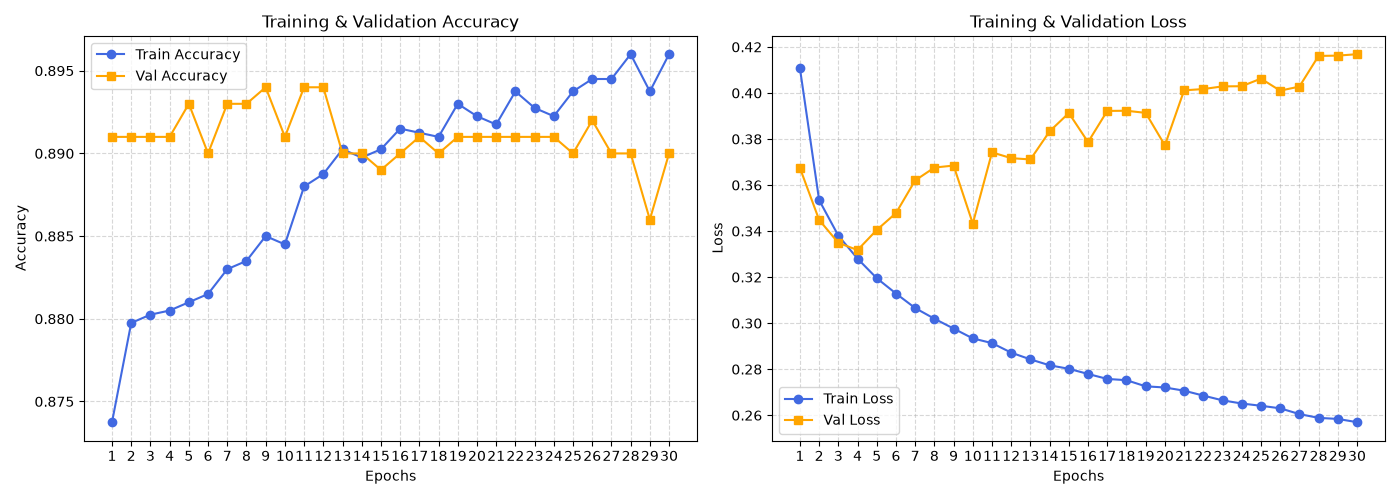 Training & Validation Accuracy
Train Accuracy
Val Accuracy
0.895
0.890
0.885
0.880
0.875
Accuracy
1 2 3 4 5 6 7 8 9 10 11 12 13 14 15 16 17 18 19 20 21 22 23 24 25 26 27 28 29 30
Epochs
Training & Validation Loss
0.42
0.40
0.38
0.36
0.34
0.32
0.30
0.28
0.26
Loss
Train Loss
Val Loss
1 2 3 4 5 6 7 8 9 10 11 12 13 14 15 16 17 18 19 20 21 22 23 24 25 26 27 28 29 30
Epochs